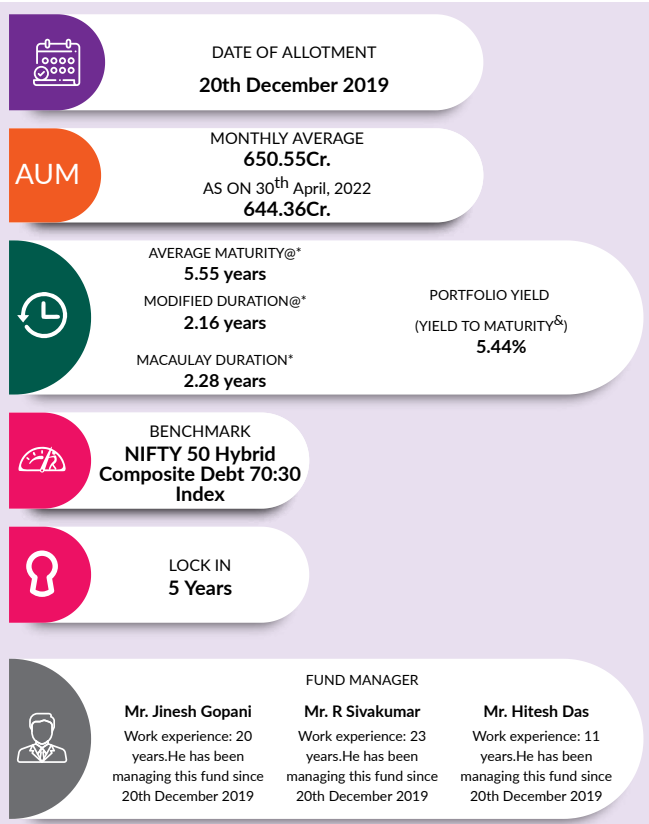 DATE OF ALLOTMENT
20th December 2019
AUM
MONTHLY AVERAGE
650.55Cr.
AS ON 30th April, 2022
644.36Cr.
AVERAGE MATURITY@*
5.55 years
MODIFIED DURATION@*
2.16 years
MACAULAY DURATION*
2.28 years
PORTFOLIO YIELD
(YIELD TO MATURITY&)
5.44%
BENCHMARK
NIFTY 50 Hybrid
Composite Debt 70:30
Index
LOCK IN
5 Years
FUND MANAGER
Mr. Jinesh Gopani
Work experience: 20
years.He has been
managing this fund since
20th December 2019
Mr. R Sivakumar
Work experience: 23
years.He has been
managing this fund since
20th December 2019
Mr. Hitesh Das
Work experience: 11
years.He has been
managing this fund since
20th December 2019